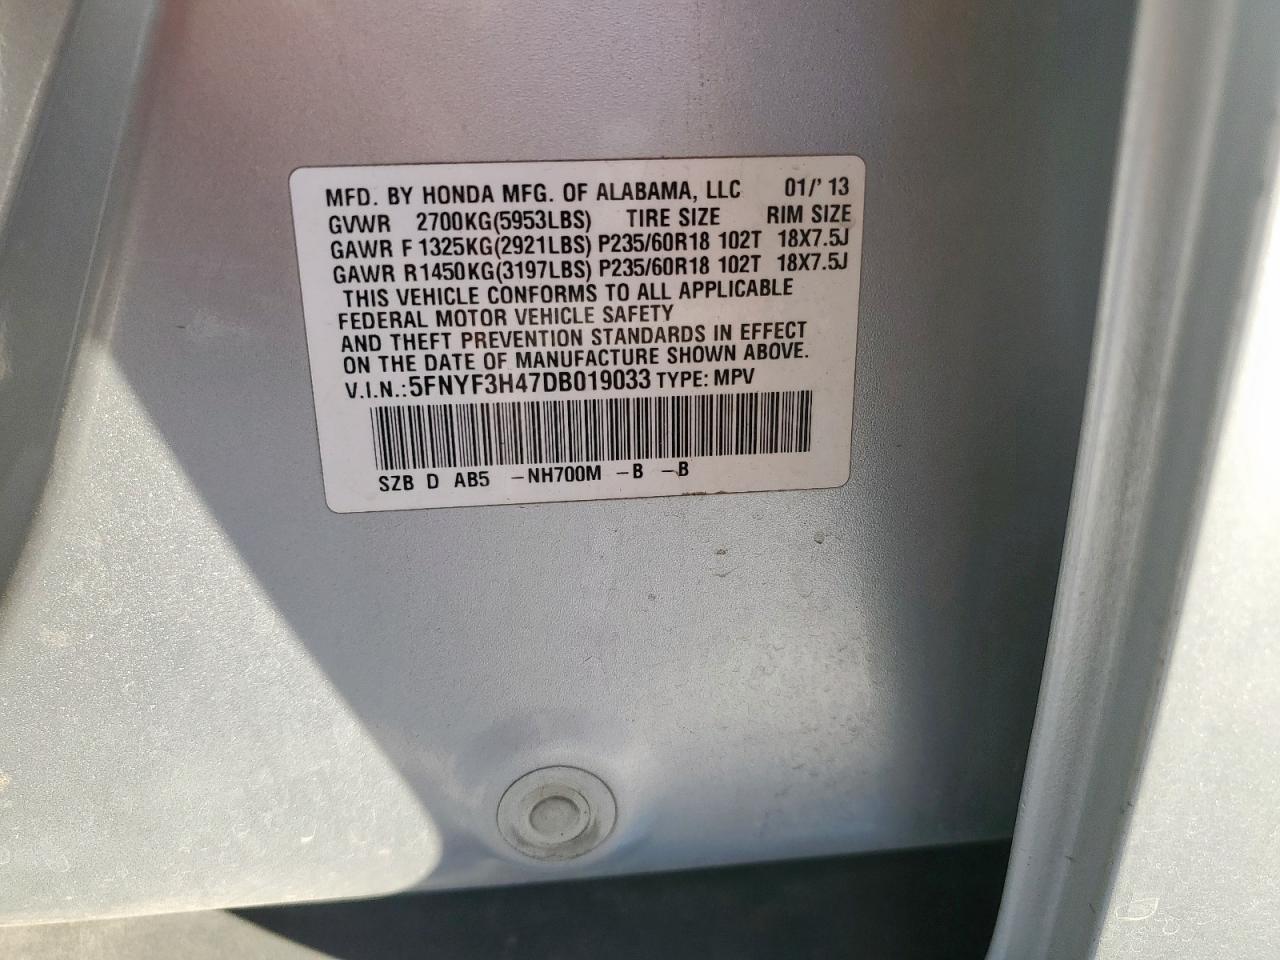 MFD. BY HONDA MFG. OF ALABAMA, LLC 01/'13
GVWR 2700KG(5953LBS) TIRE SIZE RIM SIZE
GAWR F 1325KG(2921LBS) P235/60R18 102T 18X7.5J
GAWR R1450KG(3197LBS) P235/60R18 102T 18X7.5J
THIS VEHICLE CONFORMS TO ALL APPLICABLE
FEDERAL MOTOR VEHICLE SAFETY
AND THEFT PREVENTION STANDARDS IN EFFECT
ON THE DATE OF MANUFACTURE SHOWN ABOVE.
V.I.N.: 5FNYF3H47DB019033 TYPE: MPV
SZB D AB5 -NH700M -B -B